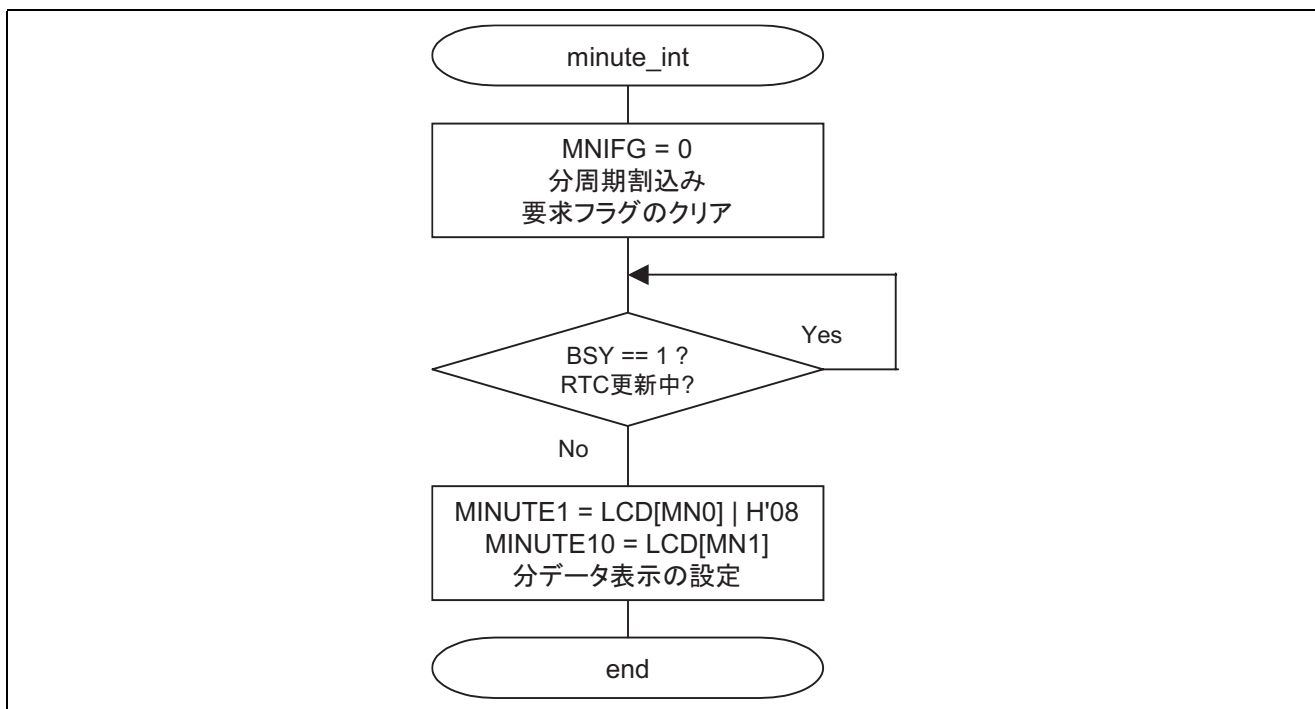 minute_int
MNIFG = 0
分周期割込み
要求フラグのクリア
Yes
BSY == 1 ?
RTC更新中?
No
MINUTE1 = LCD[MN0] | H'08
MINUTE10 = LCD[MN1]
分データ表示の設定
end